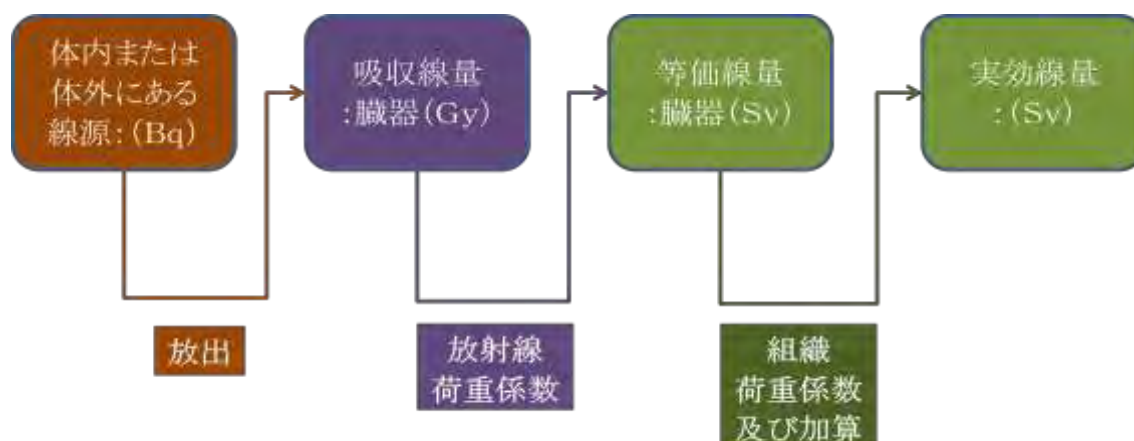 体内または
体外にある
線源:(Bq)
吸収線量
:臓器(Gy)
等価線量
:臓器(Sv)
実効線量
:(Sv)
放出
放射線
荷重係数
組織
荷重係数
及び加算